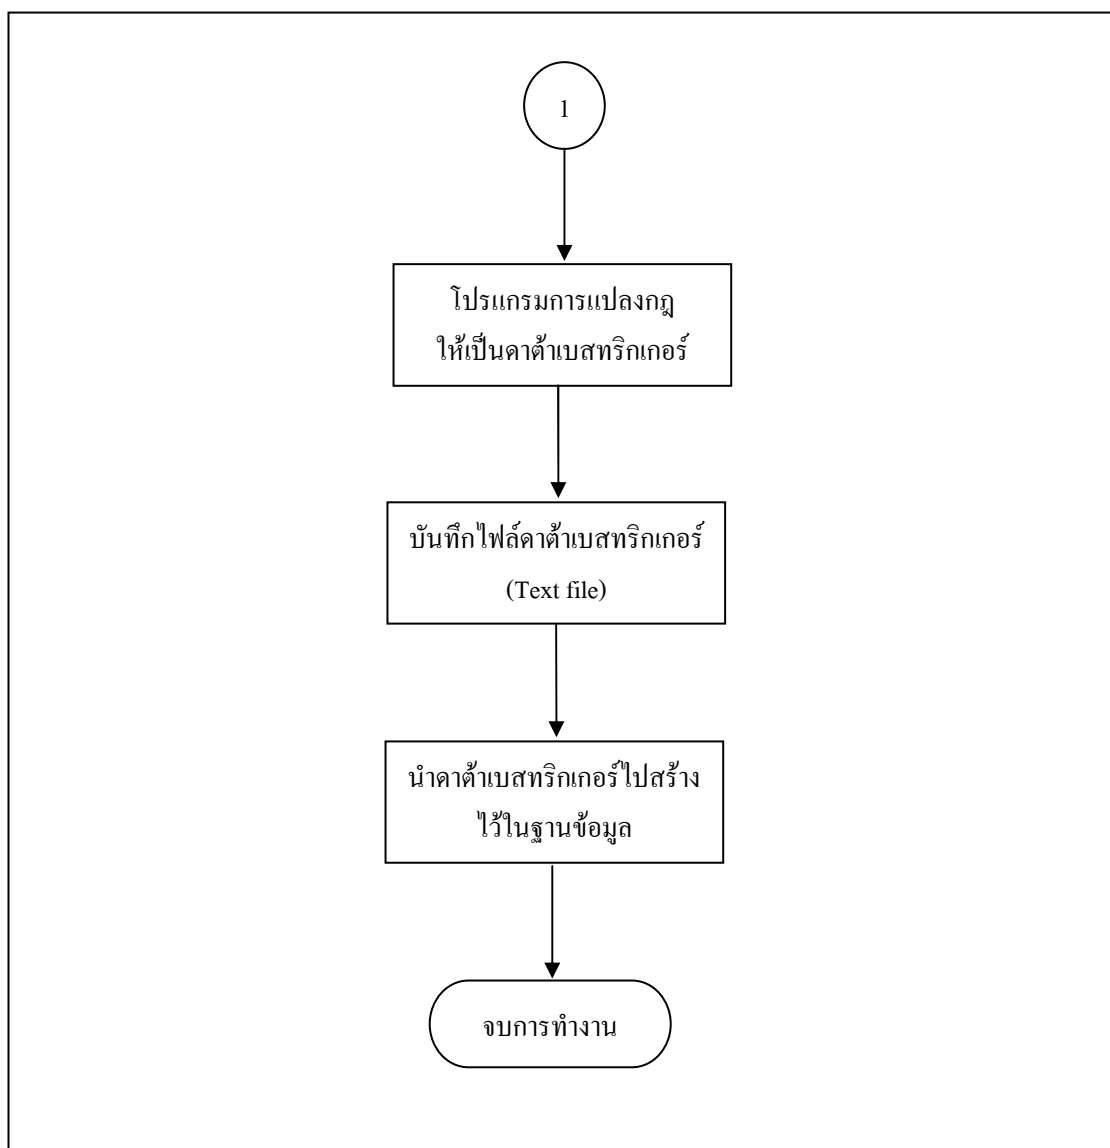 1
โปรแกรมการแปลงกฎ
ให้เป็นดาต้าเบสทริกเกอร์
บันทึกไฟล์ดาต้าเบสทริกเกอร์
(Text file)
นำดาต้าเบสทริกเกอร์ไปสร้าง
ไว้ในฐานข้อมูล
จบการทำงาน